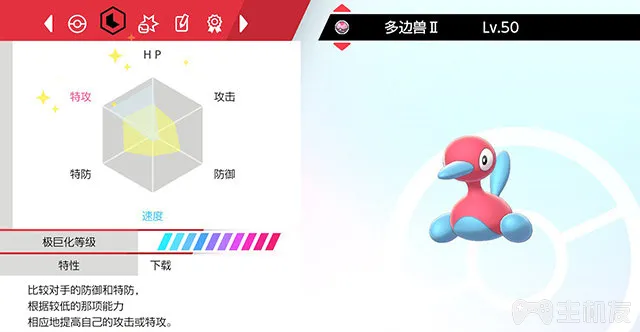 多边兽Ⅱ Lv.50
HP
特攻
攻击
特防
防御
速度
极巨化等级
特性 下载
比较对手的防御和特防,
根据较低的那项能力
相应地提高自己的攻击或特攻。
主机友